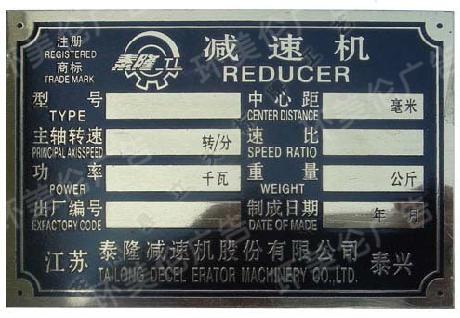 注册
REGISTERED
商标
TRADE MARK
泰隆 TL
减速机
REDUCER
型号
TYPE
中心距
CENTER DISTANCE
毫米
主轴转速
PRINCIPAL AXISSPEED
转/分
速比
SPEED RATIO
功率
POWER
千瓦
重量
WEIGHT
公斤
出厂编号
EXFACTORY CODE
制成日期
DATE OF MADE
年 月
江苏 泰隆减速机股份有限公司 泰兴
TAILONG DECEL ERATOR MACHINERY CO.,LTD.